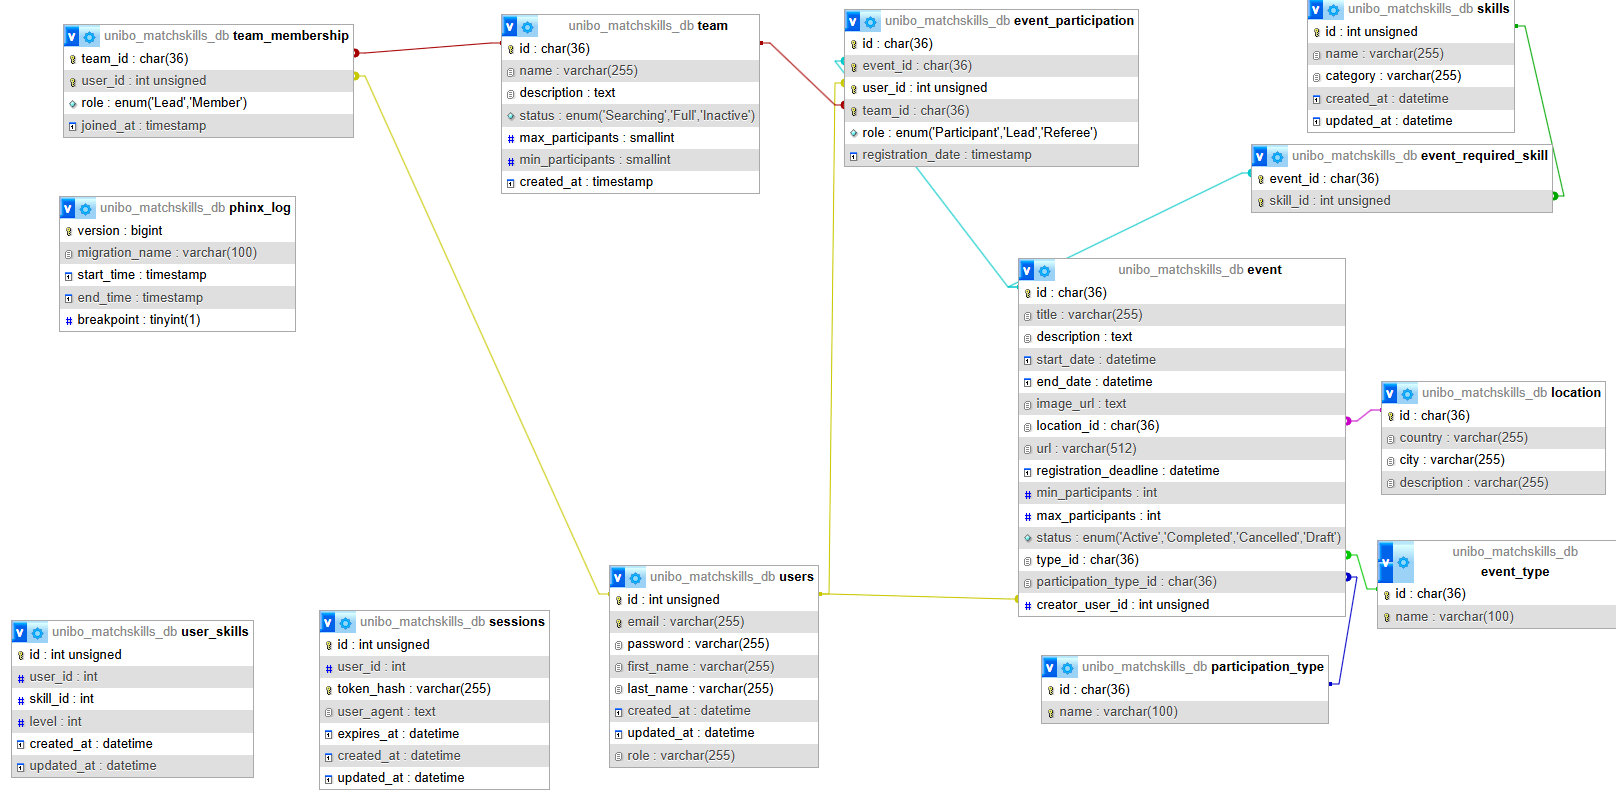 unibo_matchskills_db team_membership
team_id : char(36)
user_id : int unsigned
role : enum('Lead','Member')
joined_at : timestamp
unibo_matchskills_db team
id : char(36)
name : varchar(255)
description : text
status : enum('Searching','Full','Inactive')
max_participants : smallint
min_participants : smallint
created_at : timestamp
unibo_matchskills_db event_participation
id : char(36)
event_id : char(36)
user_id : int unsigned
team_id : char(36)
role : enum('Participant','Lead','Referee')
registration_date : timestamp
unibo_matchskills_db skills
id : int unsigned
name : varchar(255)
category : varchar(255)
created_at : datetime
updated_at : datetime
unibo_matchskills_db event_required_skill
event_id : char(36)
skill_id : int unsigned
unibo_matchskills_db phinx_log
version : bigint
migration_name : varchar(100)
start_time : timestamp
end_time : timestamp
breakpoint : tinyint(1)
unibo_matchskills_db event
id : char(36)
title : varchar(255)
description : text
start_date : datetime
end_date : datetime
image_url : text
location_id : char(36)
url : varchar(512)
registration_deadline : datetime
min_participants : int
max_participants : int
status : enum('Active','Completed','Cancelled','Draft')
type_id : char(36)
participation_type_id : char(36)
creator_user_id : int unsigned
unibo_matchskills_db location
id : char(36)
country : varchar(255)
city : varchar(255)
description : varchar(255)
unibo_matchskills_db
event_type
id : char(36)
name : varchar(100)
unibo_matchskills_db participation_type
id : char(36)
name : varchar(100)
unibo_matchskills_db users
id : int unsigned
email : varchar(255)
password : varchar(255)
first_name : varchar(255)
last_name : varchar(255)
created_at : datetime
updated_at : datetime
role : varchar(255)
unibo_matchskills_db sessions
id : int unsigned
user_id : int
token_hash : varchar(255)
user_agent : text
expires_at : datetime
created_at : datetime
updated_at : datetime
unibo_matchskills_db user_skills
id : int unsigned
user_id : int
skill_id : int
level : int
created_at : datetime
updated_at : datetime